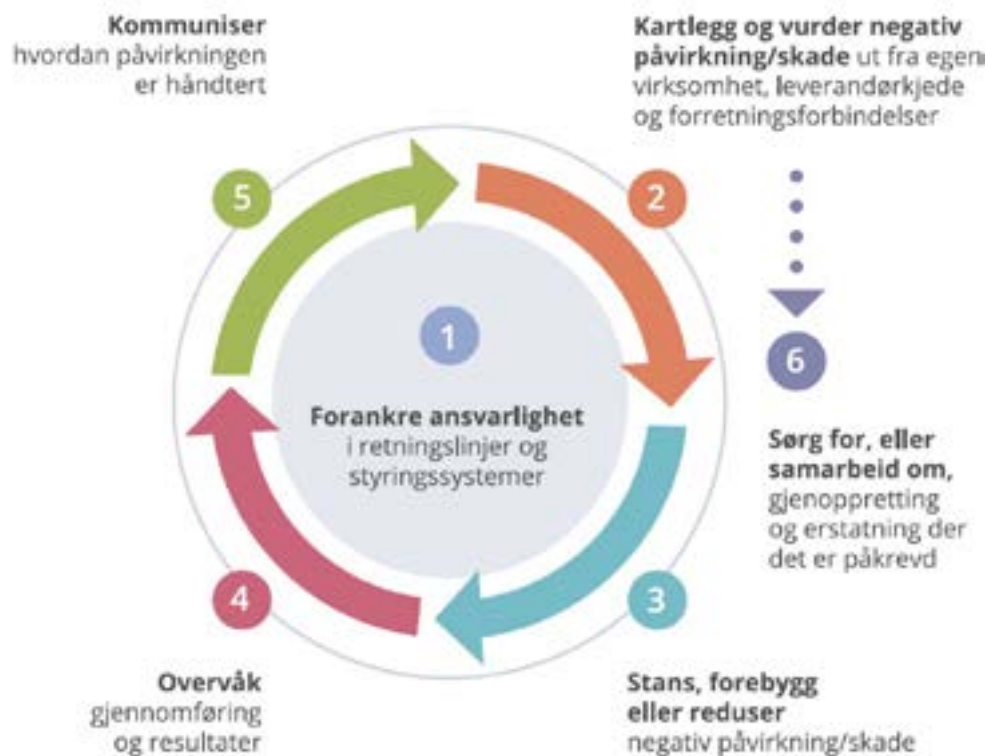 Kommuniser
hvordan påvirkningen
er håndtert
5
Kartlegg og vurder negativ
påvirkning/skade ut fra egen
virksomhet, leverandørkjede
og forretningsforbindelser
2
1
Forankre ansvarlighet
i retningslinjer og
styringssystemer
6
Sørg for, eller
samarbeid om,
gjenoppretting
og erstatning der
det er påkrevd
4
Overvåk
gjennomføring
og resultater
3
Stans, forebygg
eller reduser
negativ påvirkning/skade